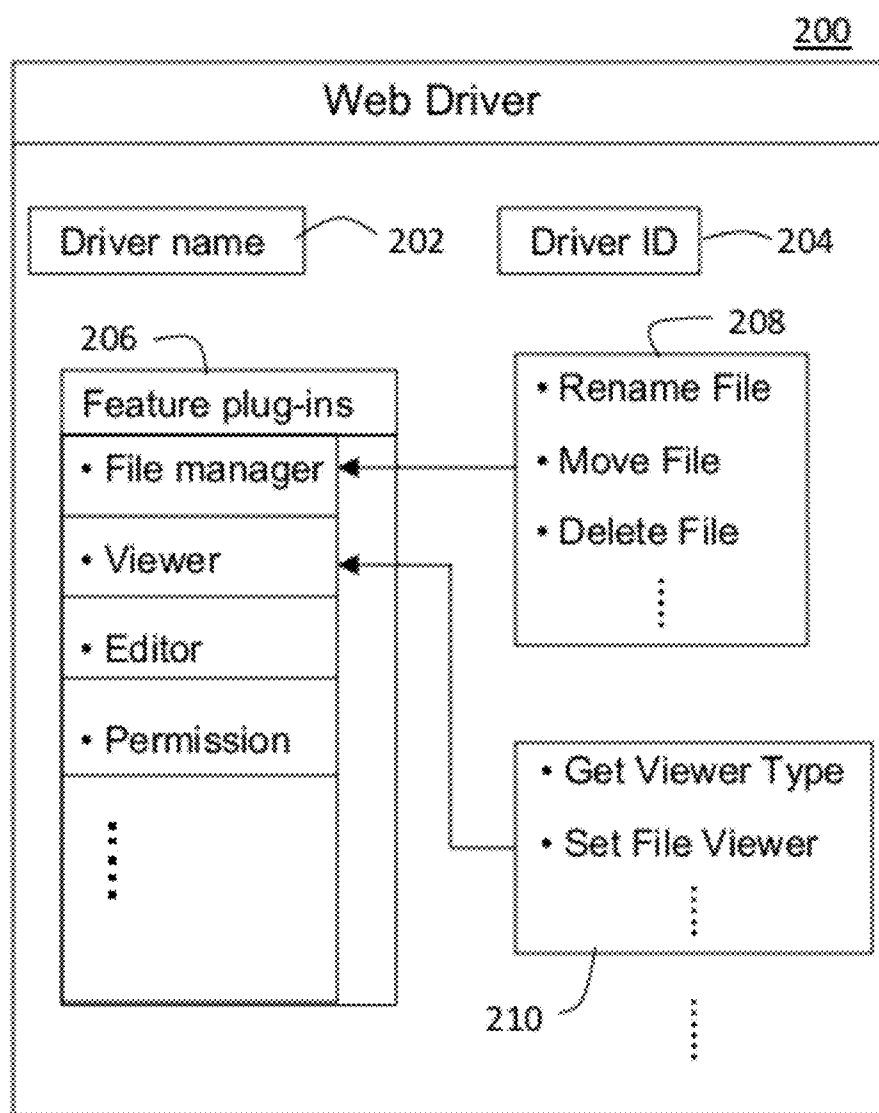 200
Web Driver
Driver name
202
Driver ID
204
206
Feature plug-ins
• File manager
• Viewer
• Editor
• Permission
208
• Rename File
• Move File
• Delete File
• Get Viewer Type
• Set File Viewer
210